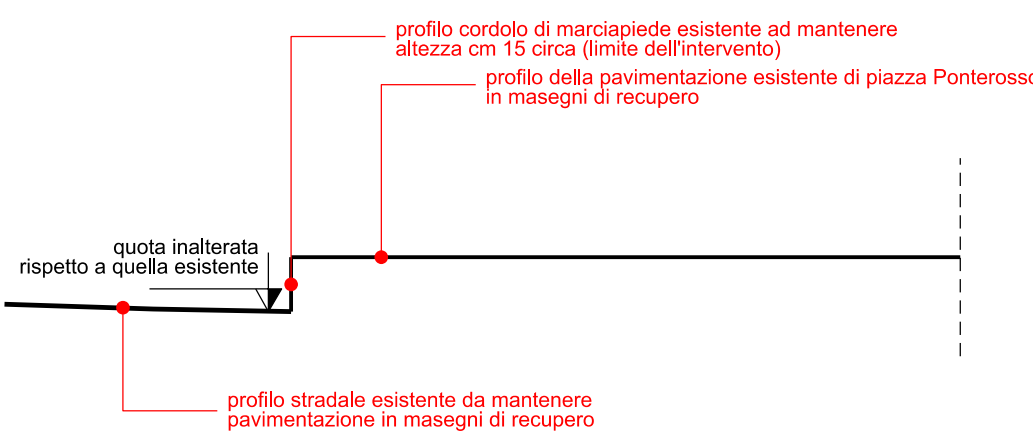 profilo cordolo di marciapiede esistente ad mantenere
altezza cm 15 circa (limite dell'intervento)
profilo della pavimentazione esistente di piazza Ponterosso
in masegni di recupero
quota inalterata
rispetto a quella esistente
profilo stradale esistente da mantenere
pavimentazione in masegni di recupero